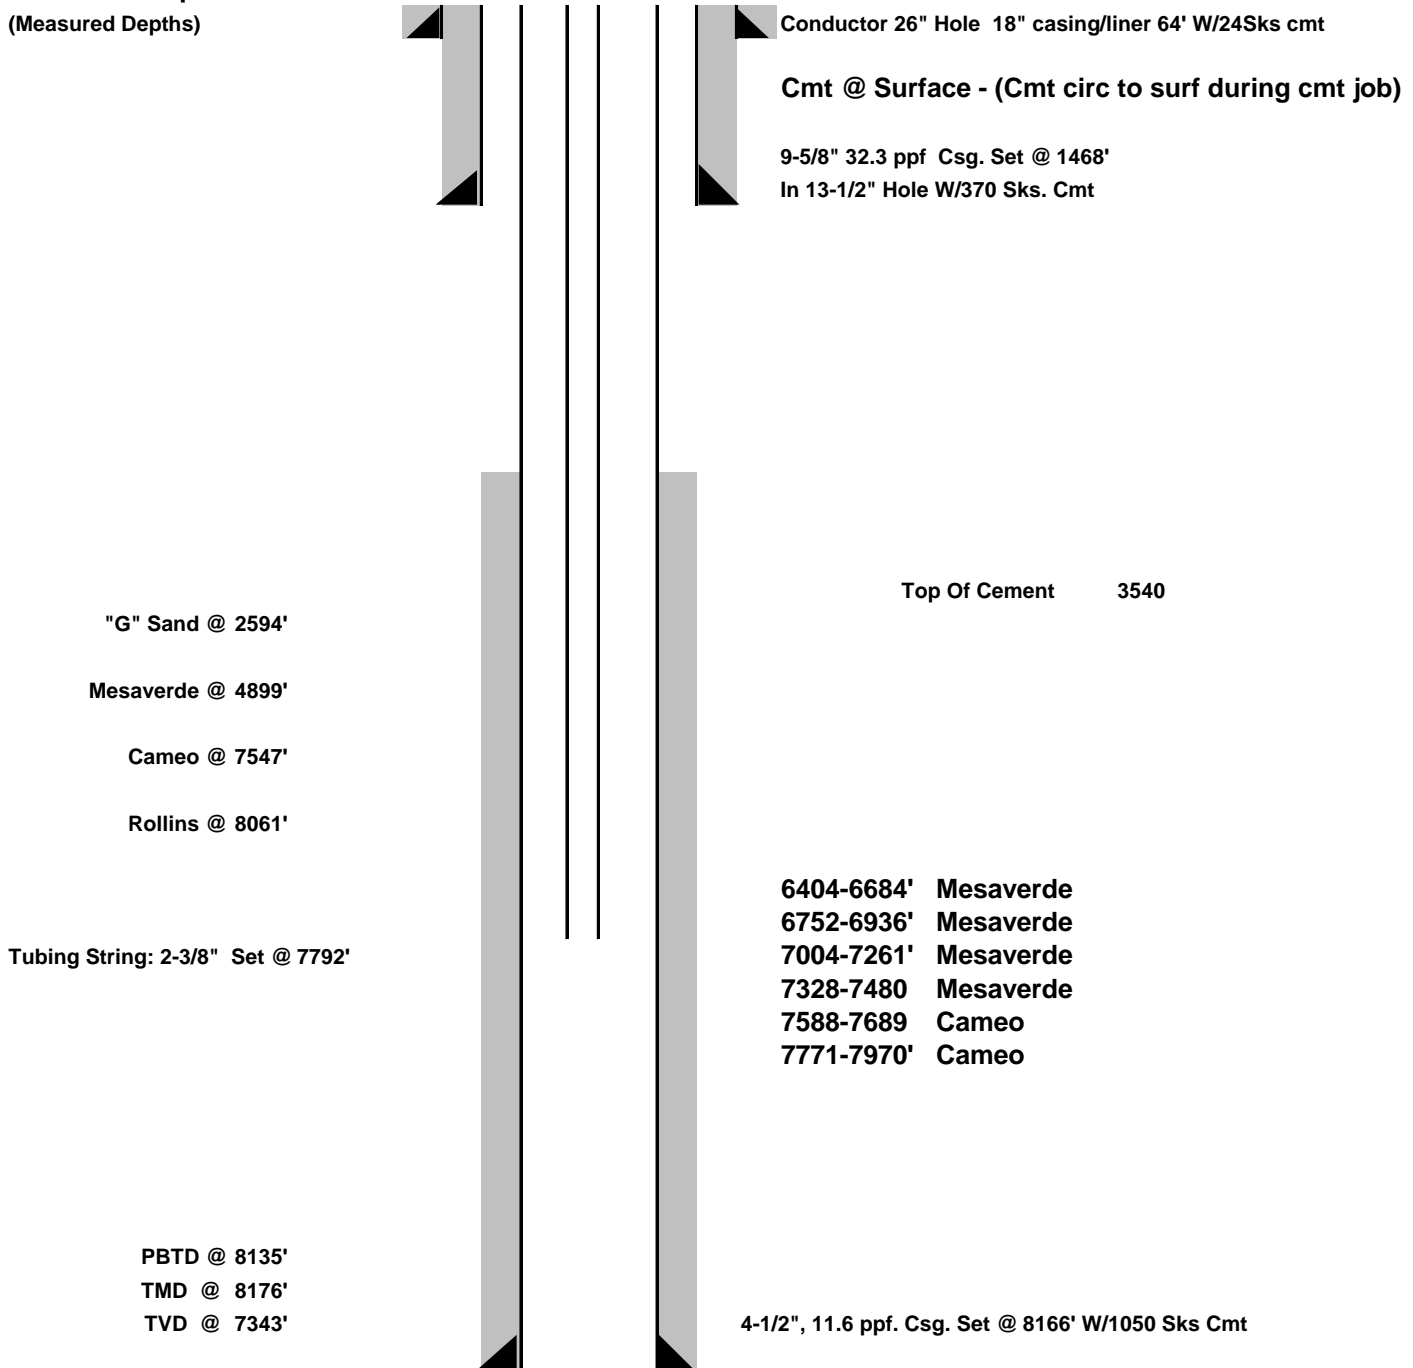 (Measured Depths)
Conductor 26" Hole 18" casing/liner 64' W/24Sks cmt
Cmt @ Surface - (Cmt circ to surf during cmt job)
9-5/8" 32.3 ppf Csg. Set @ 1468'
In 13-1/2" Hole W/370 Sks. Cmt
Top Of Cement 3540
"G" Sand @ 2594'
Mesaverde @ 4899'
Cameo @ 7547'
Rollins @ 8061'
6404-6684' Mesaverde
6752-6936' Mesaverde
7004-7261' Mesaverde
7328-7480 Mesaverde
7588-7689 Cameo
7771-7970' Cameo
Tubing String: 2-3/8" Set @ 7792'
PBTD @ 8135'
TMD @ 8176'
TVD @ 7343'
4-1/2", 11.6 ppf. Csg. Set @ 8166' W/1050 Sks Cmt